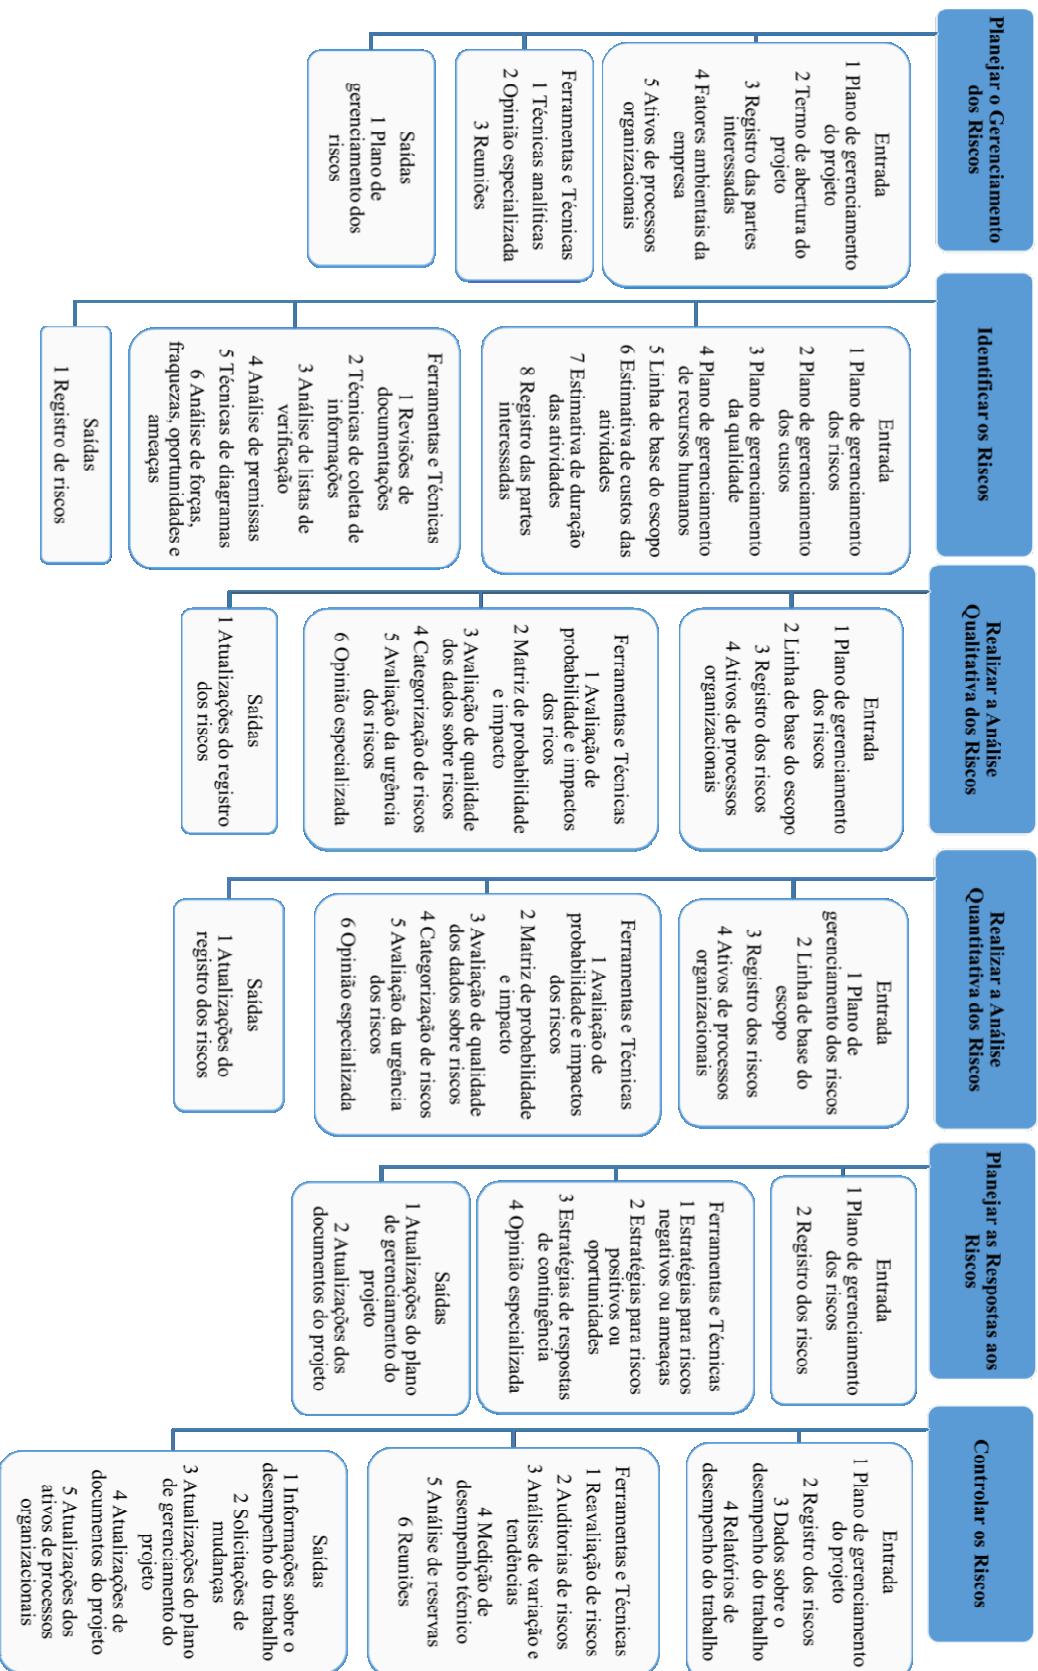 Planejar o Gerenciamento
dos Riscos
Entrada
1 Plano de gerenciamento
do projeto
2 Termo de abertura do
projeto
3 Registro das partes
interessadas
4 Fatores ambientais da
empresa
5 Ativos de processos
organizacionais
Ferramentas e Técnicas
1 Técnicas analíticas
2 Opinião especializada
3 Reuniões
Saídas
1 Plano de
gerenciamento dos
riscos
Identificar os Riscos
Entrada
1 Plano de gerenciamento
dos riscos
2 Plano de gerenciamento
dos custos
3 Plano de gerenciamento
da qualidade
4 Plano de gerenciamento
de recursos humanos
5 Linha de base do escopo
6 Estimativa de custos das
atividades
7 Estimativa de duração
das atividades
8 Registro das partes
interessadas
Ferramentas e Técnicas
1 Revisões de
documentações
2 Técnicas de coleta de
informações
3 Análise de listas de
verificação
4 Análise de premissas
5 Técnicas de diagramas
6 Análise de forças,
fraquezas, oportunidades e
ameaças
Saídas
1 Registro de riscos
Realizar a Análise
Qualitativa dos Riscos
Entrada
1 Plano de gerenciamento
dos riscos
2 Linha de base do escopo
3 Registro dos riscos
4 Ativos de processos
organizacionais
Ferramentas e Técnicas
1 Avaliação de
probabilidade e impactos
dos ricos
2 Matriz de probabilidade
e impacto
3 Avaliação de qualidade
dos dados sobre riscos
4 Categorização de riscos
5 Avaliação da urgência
dos riscos
6 Opinião especializada
Saídas
1 Atualizações do registro
dos riscos
Realizar a Análise
Quantitativa dos Riscos
Entrada
1 Plano de
gerenciamento dos riscos
2 Linha de base do
escopo
3 Registro dos riscos
4 Ativos de processos
organizacionais
Ferramentas e Técnicas
1 Avaliação de
probabilidade e impactos
dos riscos
2 Matriz de probabilidade
e impacto
3 Avaliação de qualidade
dos dados sobre riscos
4 Categorização de riscos
5 Avaliação da urgência
dos riscos
6 Opinião especializada
Saídas
1 Atualizações do
registro dos riscos
Planejar as Respostas aos
Riscos
Entrada
1 Plano de gerenciamento
dos riscos
2 Registro dos riscos
Ferramentas e Técnicas
1 Estratégias para riscos
negativos ou ameaças
2 Estratégias para riscos
positivos ou
oportunidades
3 Estratégias de respostas
de contingência
4 Opinião especializada
Saídas
1 Atualizações do plano
de gerenciamento do
projeto
2 Atualizações dos
documentos do projeto
Controlar os Riscos
Entrada
1 Plano de gerenciamento
do projeto
2 Registro dos riscos
3 Dados sobre o
desempenho do trabalho
4 Relatórios de
desempenho do trabalho
Ferramentas e Técnicas
1 Reavaliação de riscos
2 Auditorias de riscos
3 Análises de variação e
tendências
4 Medição de
desempenho técnico
5 Análise de reservas
6 Reuniões
Saídas
1 Informações sobre o
desempenho do trabalho
2 Solicitações de
mudanças
3 Atualizações do plano
de gerenciamento do
projeto
4 Atualizações de
documentos do projeto
5 Atualizações dos
ativos de processos
organizacionais